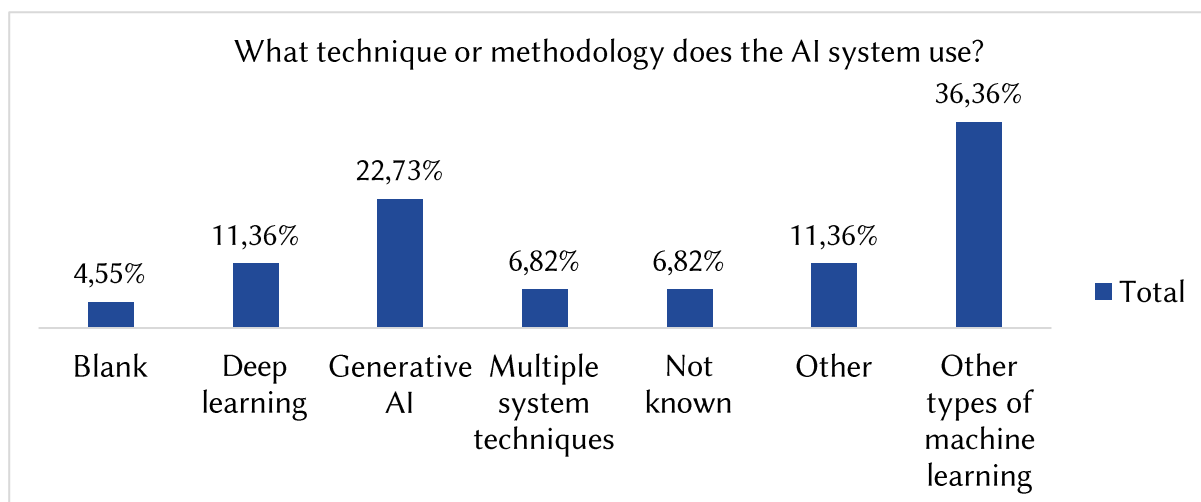 What technique or methodology does the AI system use?
36,36%
22,73%
11,36%
11,36%
6,82%
6,82%
4,55%
Total
Blank
Deep
learning
Generative
AI
Multiple
system
techniques
Not
known
Other
Other
types of
machine
learning